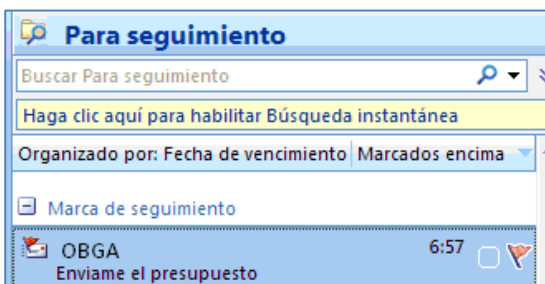 Para seguimiento
Buscar Para seguimiento
Haga clic aquí para habilitar Búsqueda instantánea
Organizado por: Fecha de vencimiento Marcados encima
Marca de seguimiento
OBGA 6:57
Enviame el presupuesto